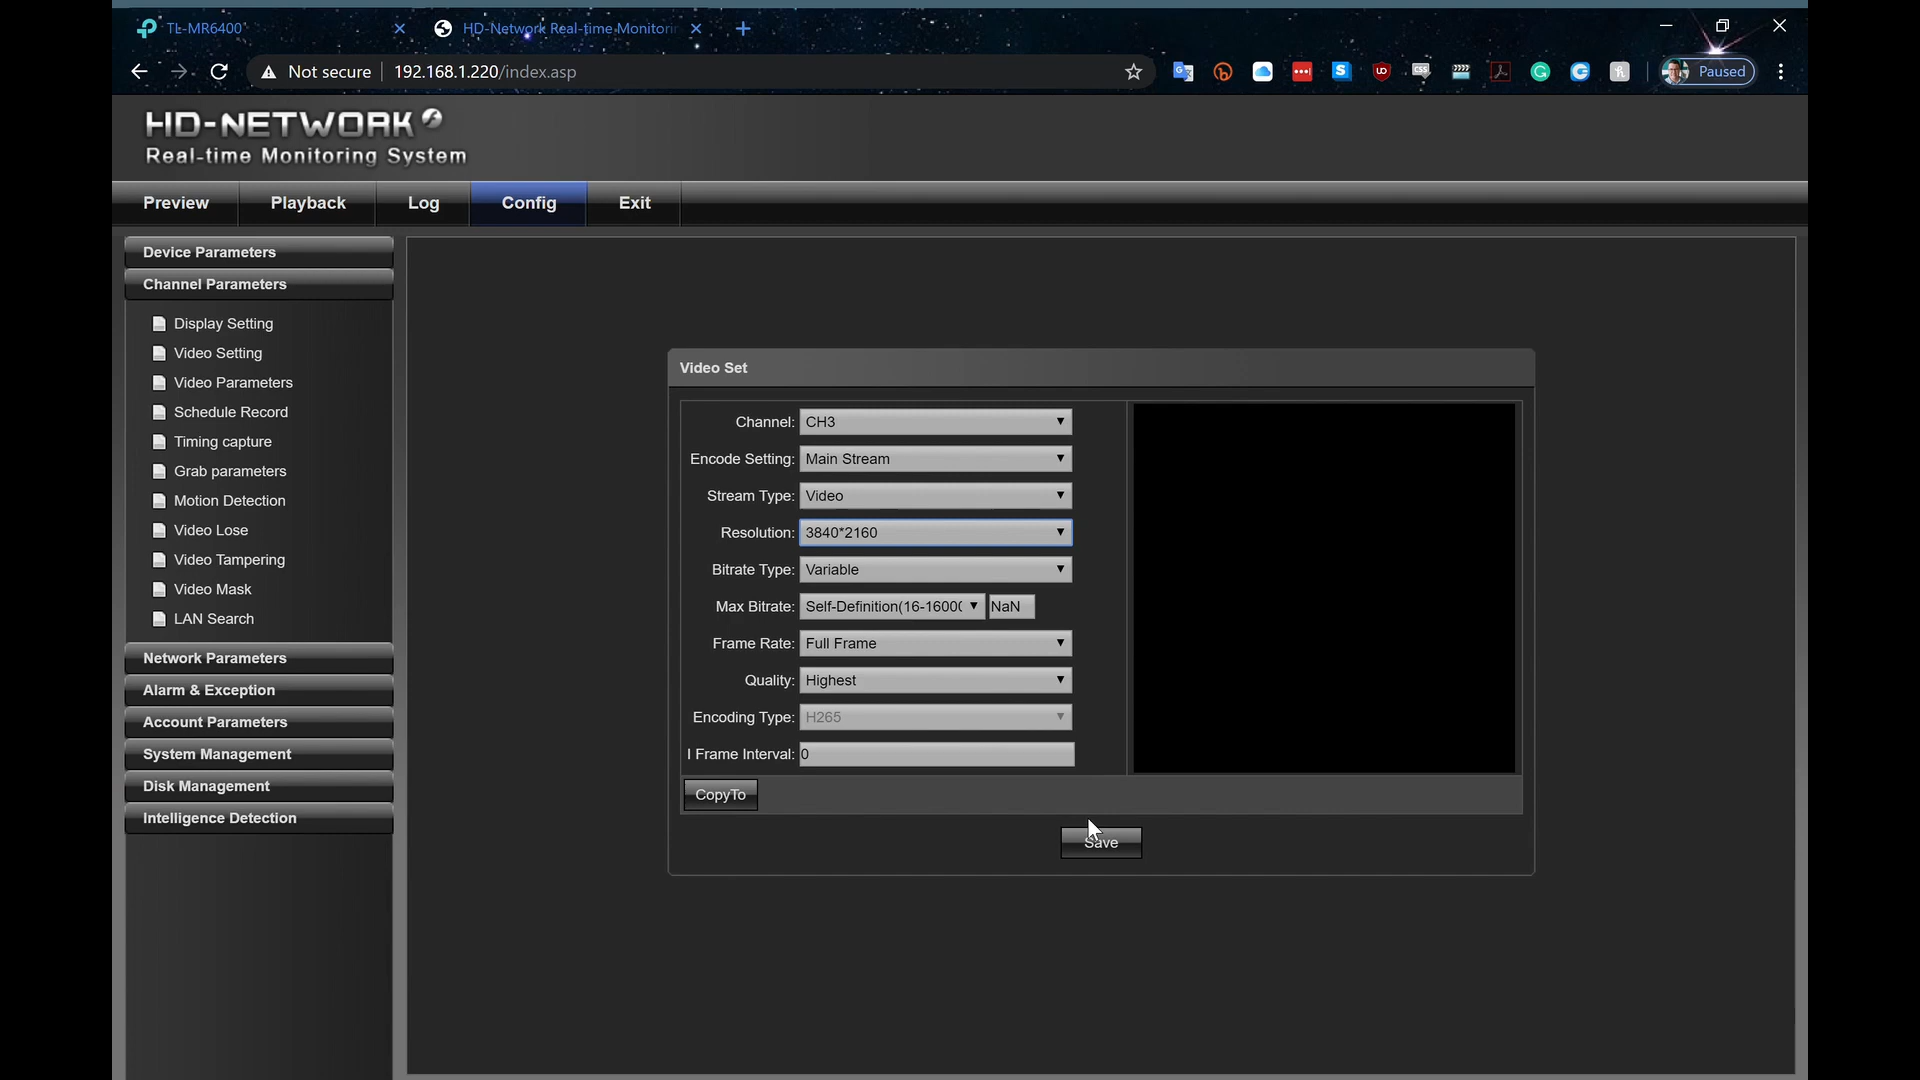 TL-MR6400
HD-Network Real-time Monitorin
Not secure
192.168.1.220/index.asp
Paused
HD-NETWORK
Real-time Monitoring System
Preview
Playback
Log
Config
Exit
Device Parameters
Channel Parameters
Display Setting
Video Setting
Video Parameters
Schedule Record
Timing capture
Grab parameters
Motion Detection
Video Lose
Video Tampering
Video Mask
LAN Search
Network Parameters
Alarm & Exception
Account Parameters
System Management
Disk Management
Intelligence Detection
Video Set
Channel: CH3
Encode Setting: Main Stream
Stream Type: Video
Resolution: 3840*2160
Bitrate Type: Variable
Max Bitrate: Self-Definition(16-16000 NaN
Frame Rate: Full Frame
Quality: Highest
Encoding Type: H265
I Frame Interval: 0
CopyTo
Save